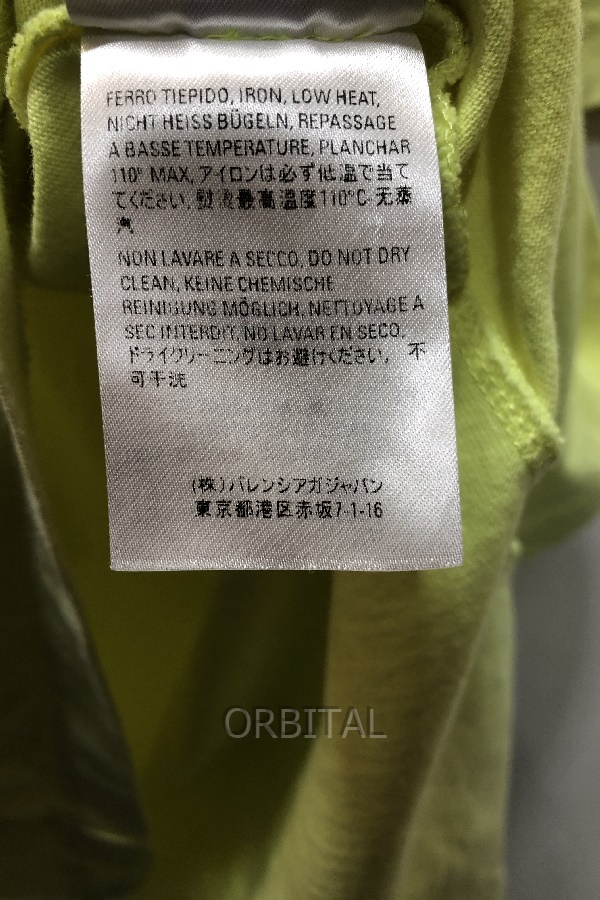 FERRO TIEPIDO, IRON, LOW HEAT,
NICHT HEISS BÜGELN, REPASSAGE
A BASSE TEMPERATURE, PLANCHAR
110° MAX, アイロンは必ず低温で当て
てください, 熨烫最高温度110°C 无蒸
汽
NON LAVARE A SECCO, DO NOT DRY
CLEAN, KEINE CHEMISCHE
REINIGUNG MÖGLICH, NETTOYAGE A
SEC INTERDIT, NO LAVAR EN SECO,
ドライクリーニングはお避けください, 不
可干洗
(株)バレンシアガジャパン
東京都港区赤坂7-1-16
ORBITAL